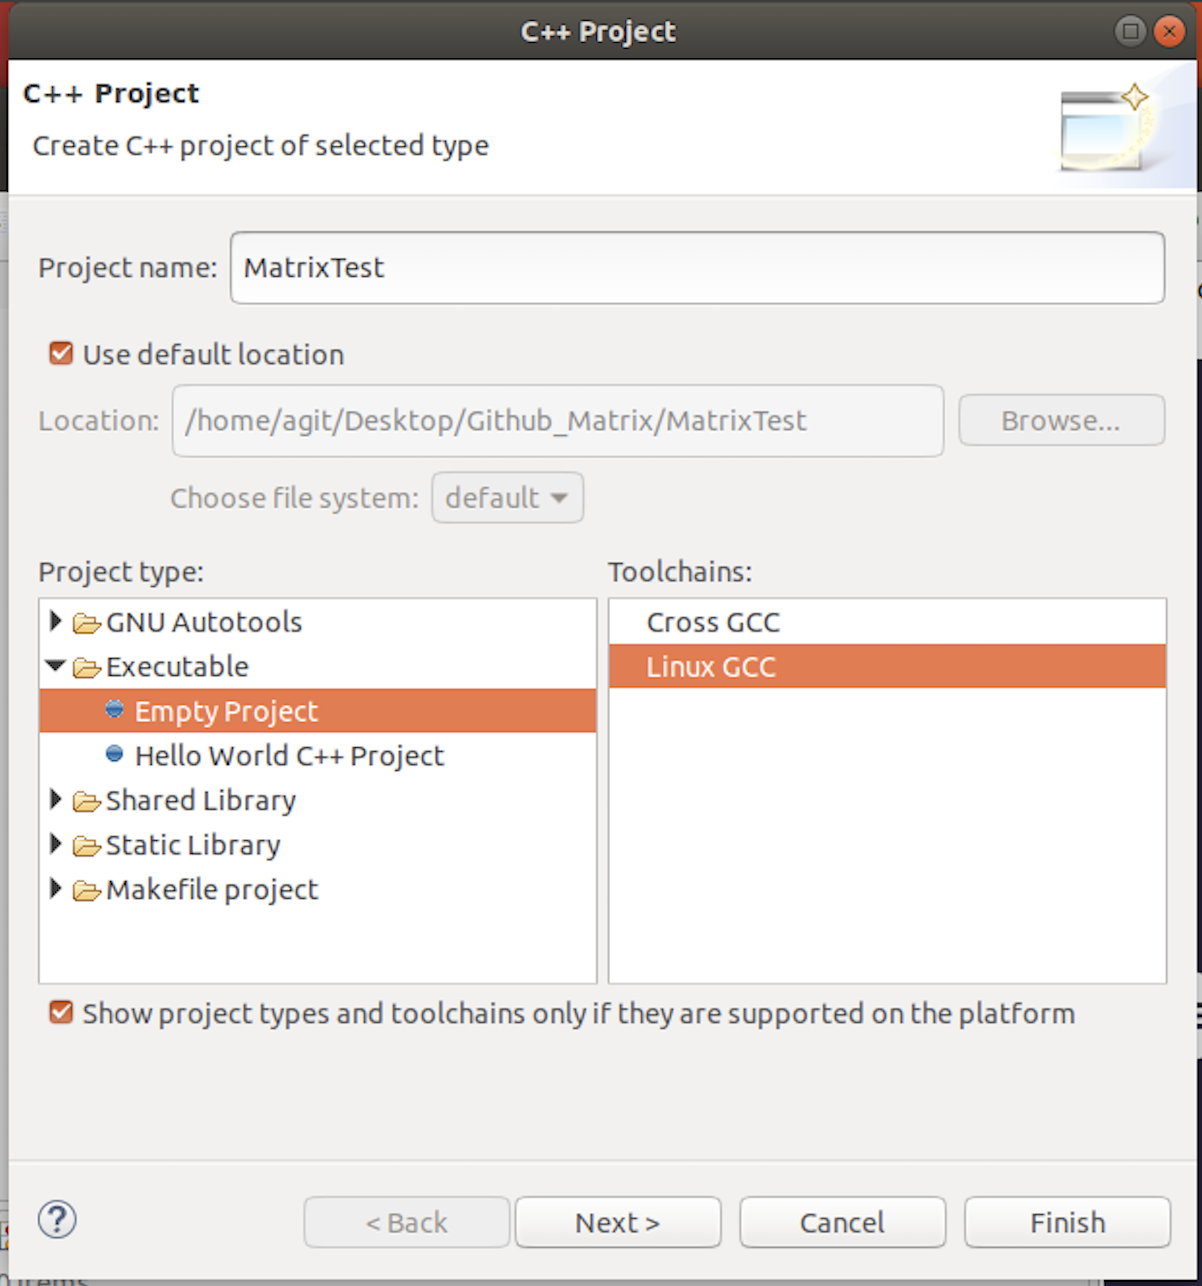 C++ Project
C++ Project
Create C++ project of selected type
Project name: MatrixTest
Use default location
Location: /home/agit/Desktop/Github_Matrix/MatrixTest Browse...
Choose file system: default
Project type: Toolchains:
GNU Autotools Cross GCC
Executable Linux GCC
Empty Project
Hello World C++ Project
Shared Library
Static Library
Makefile project
Show project types and toolchains only if they are supported on the platform
? < Back Next > Cancel Finish